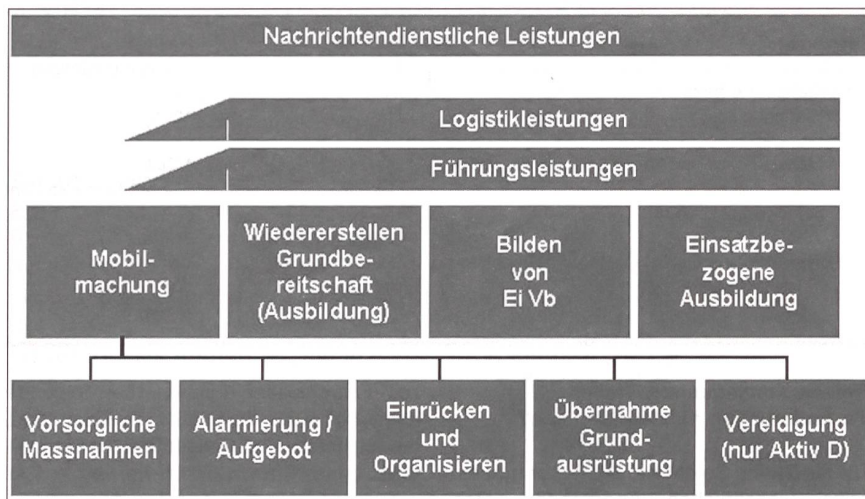 Nachrichtendienstliche Leistungen
Logistikleistungen
Führungsleistungen
Mobil-
machung
Wiedererstellen
Grundbe-
reitschaft
(Ausbildung)
Bilden
von
Ei Vb
Einsatzbe-
zogene
Ausbildung
Vorsorgliche
Massnahmen
Alarmierung /
Aufgebot
Einrücken
und
Organisieren
Übernahme
Grund-
ausrüstung
Vereidigung
(nur Aktiv D)